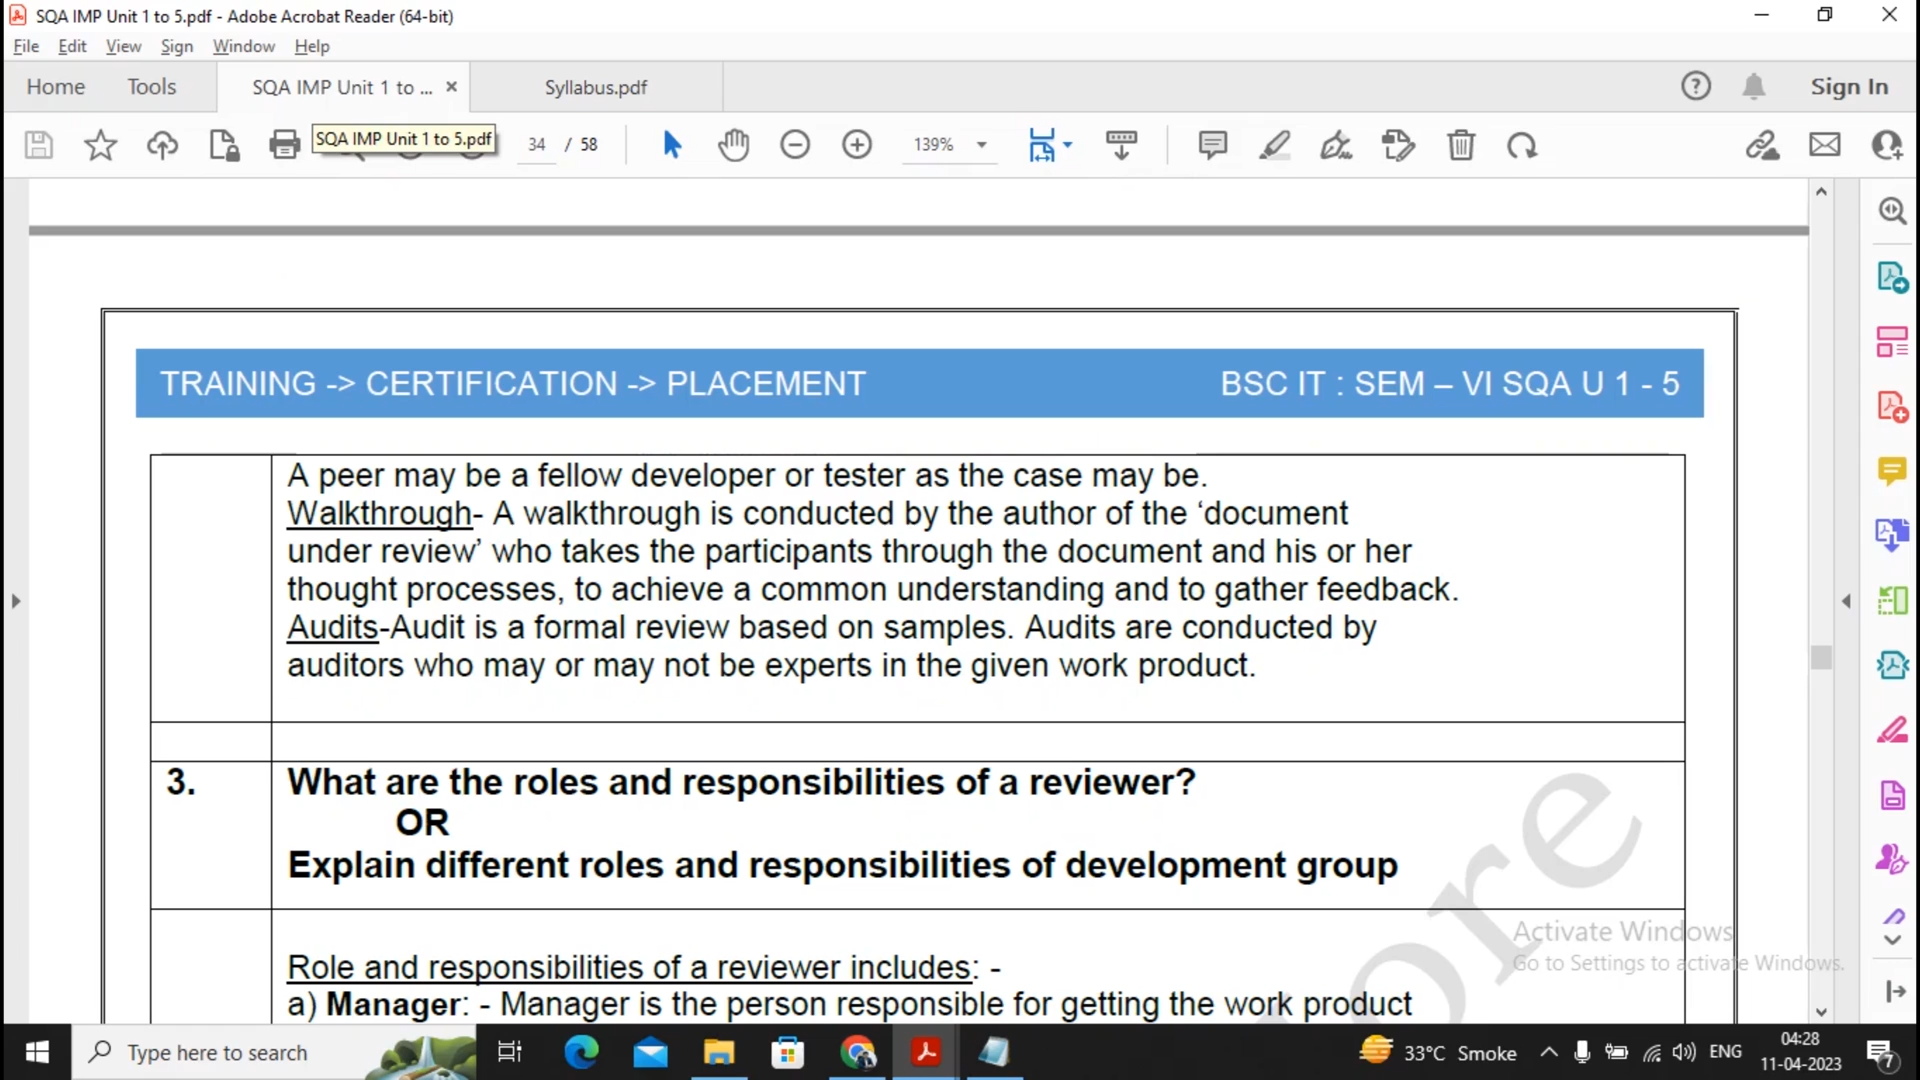 SQA IMP Unit 1 to 5.pdf - Adobe Acrobat Reader (64-bit)
File Edit View Sign Window Help
Home Tools SQA IMP Unit 1 to ... × Syllabus.pdf Sign In
SQA IMP Unit 1 to 5.pdf 34 / 58 139%
TRAINING -> CERTIFICATION -> PLACEMENT BSC IT : SEM – VI SQA U 1 - 5
A peer may be a fellow developer or tester as the case may be.
Walkthrough- A walkthrough is conducted by the author of the ‘document
under review’ who takes the participants through the document and his or her
thought processes, to achieve a common understanding and to gather feedback.
Audits-Audit is a formal review based on samples. Audits are conducted by
auditors who may or may not be experts in the given work product.
3. What are the roles and responsibilities of a reviewer?
OR
Explain different roles and responsibilities of development group
ore
Activate Windows
Go to Settings to activate Windows.
Role and responsibilities of a reviewer includes: -
a) Manager: - Manager is the person responsible for getting the work product
Type here to search 33°C Smoke ENG 04:28
11-04-2023 7